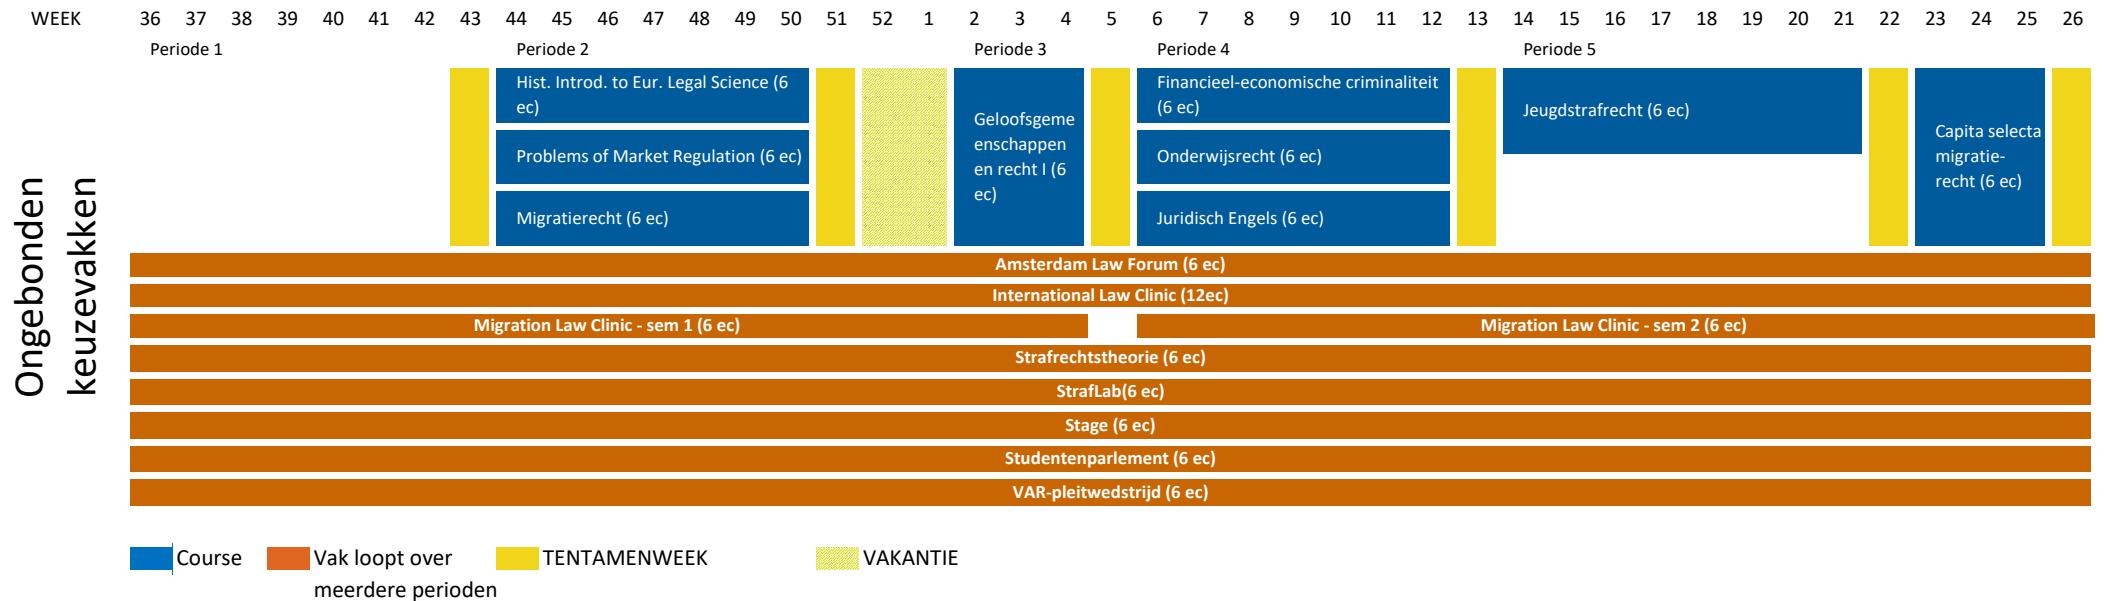 WEEK 36 37 38 39 40 41 42 43 44 45 46 47 48 49 50 51 52 1 2 3 4 5 6 7 8 9 10 11 12 13 14 15 16 17 18 19 20 21 22 23 24 25 26
Periode 1 Periode 2 Periode 3 Periode 4 Periode 5
Ongebonden
keuzevakken
Hist. Introd. to Eur. Legal Science (6
ec)
Problems of Market Regulation (6 ec)
Migratierecht (6 ec)
Geloofsgeme
enschappen
en recht I (6
ec)
Financieel-economische criminaliteit
(6 ec)
Onderwijsrecht (6 ec)
Juridisch Engels (6 ec)
Jeugdstrafrecht (6 ec)
Capita selecta
migratie-
recht (6 ec)
Amsterdam Law Forum (6 ec)
International Law Clinic (12ec)
Migration Law Clinic - sem 1 (6 ec) Migration Law Clinic - sem 2 (6 ec)
Strafrechtstheorie (6 ec)
StrafLab(6 ec)
Stage (6 ec)
Studentenparlement (6 ec)
VAR-pleitwedstrijd (6 ec)
Course
Vak loopt over
meerdere perioden
TENTAMENWEEK
VAKANTIE